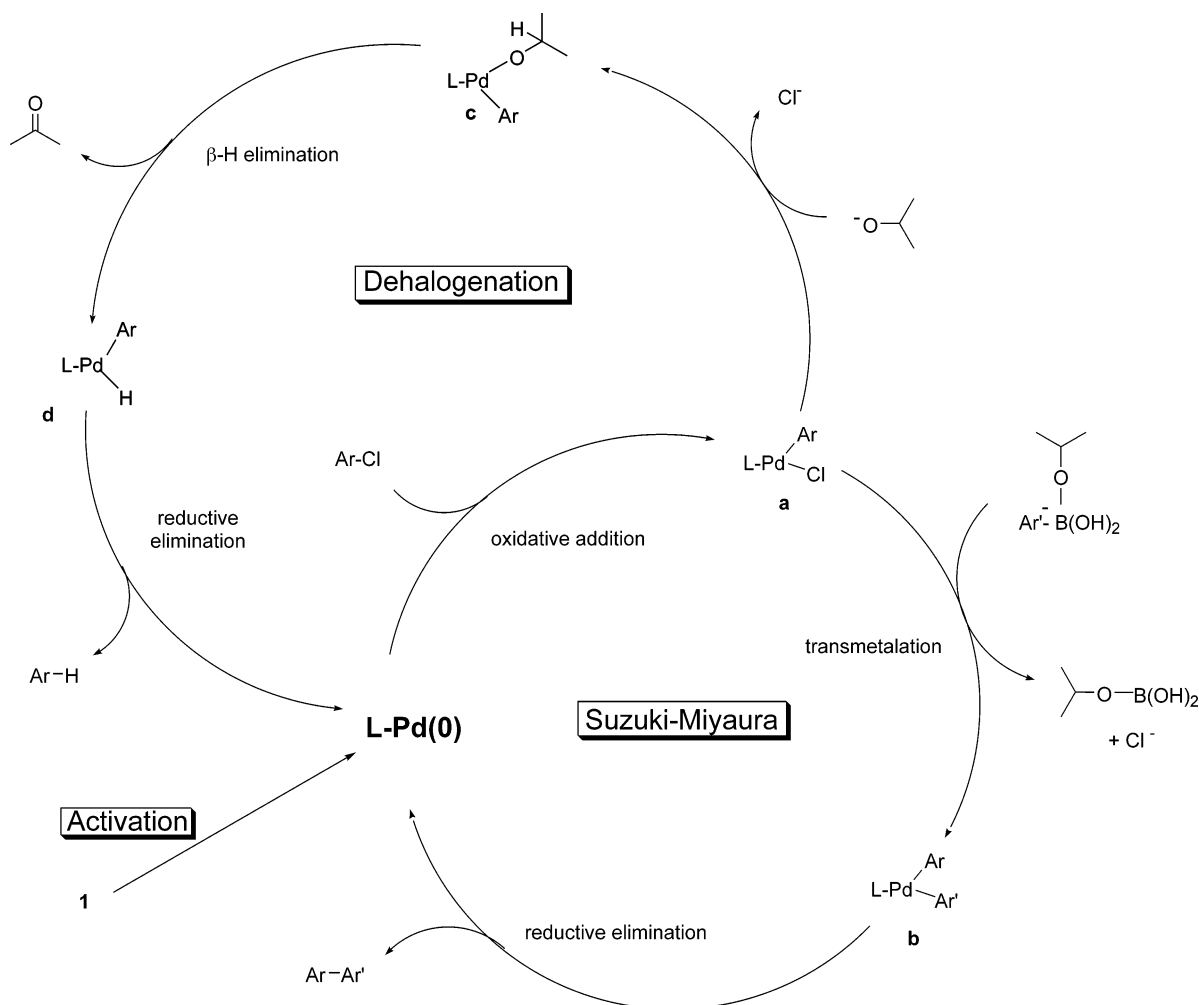 H
O
L-Pd
Ar
c
Cl-
O
β-H elimination
-O
Dehalogenation
Ar
L-Pd
H
d
Ar-Cl
Ar
L-Pd
Cl
a
O
Ar'- B(OH)2
-
reductive
elimination
oxidative addition
transmetalation
Ar-H
O-B(OH)2
+ Cl -
L-Pd(0)
Suzuki-Miyaura
Activation
1
Ar
L-Pd
Ar'
b
reductive elimination
Ar-Ar'